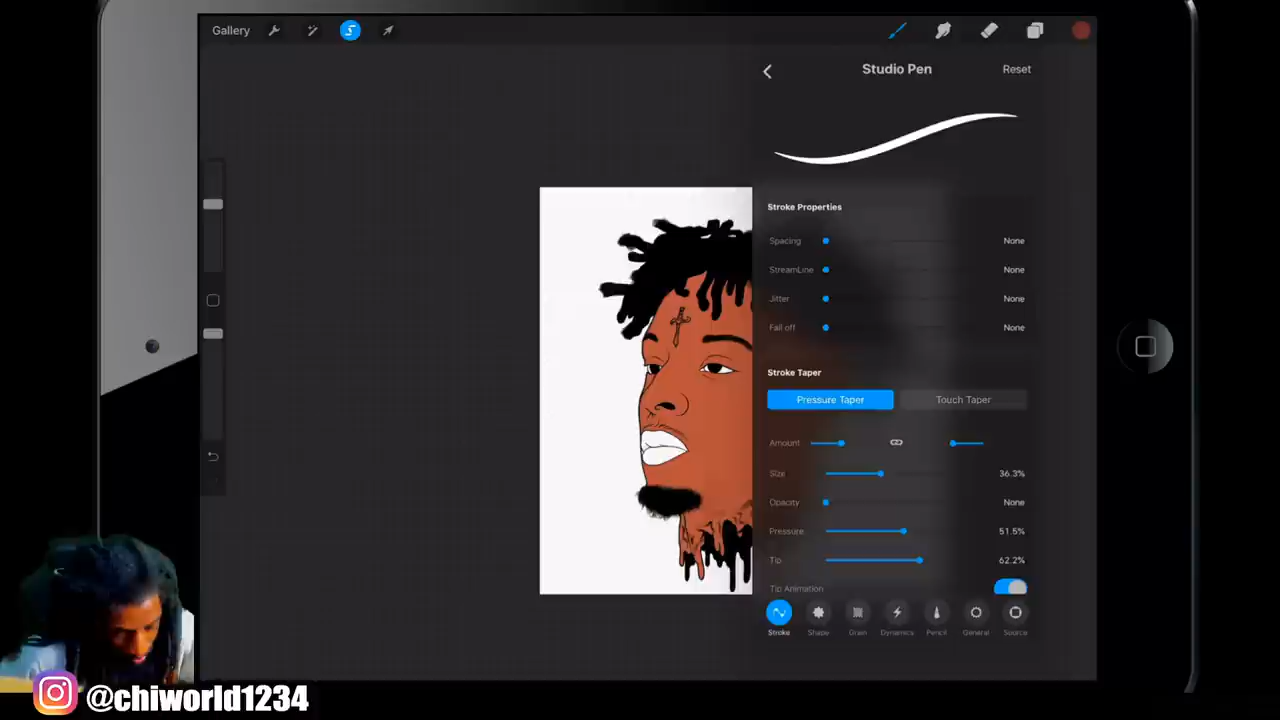 Gallery
Studio Pen
Reset
Stroke Properties
Spacing None
StreamLine None
Jitter None
Fall off None
Stroke Taper
Pressure Taper Touch Taper
Amount
Size 36.3%
Opacity None
Pressure 51.5%
Tip 62.2%
Tip Animation
Stroke Shape Grain Dynamics Pencil General Source
@chiworld1234